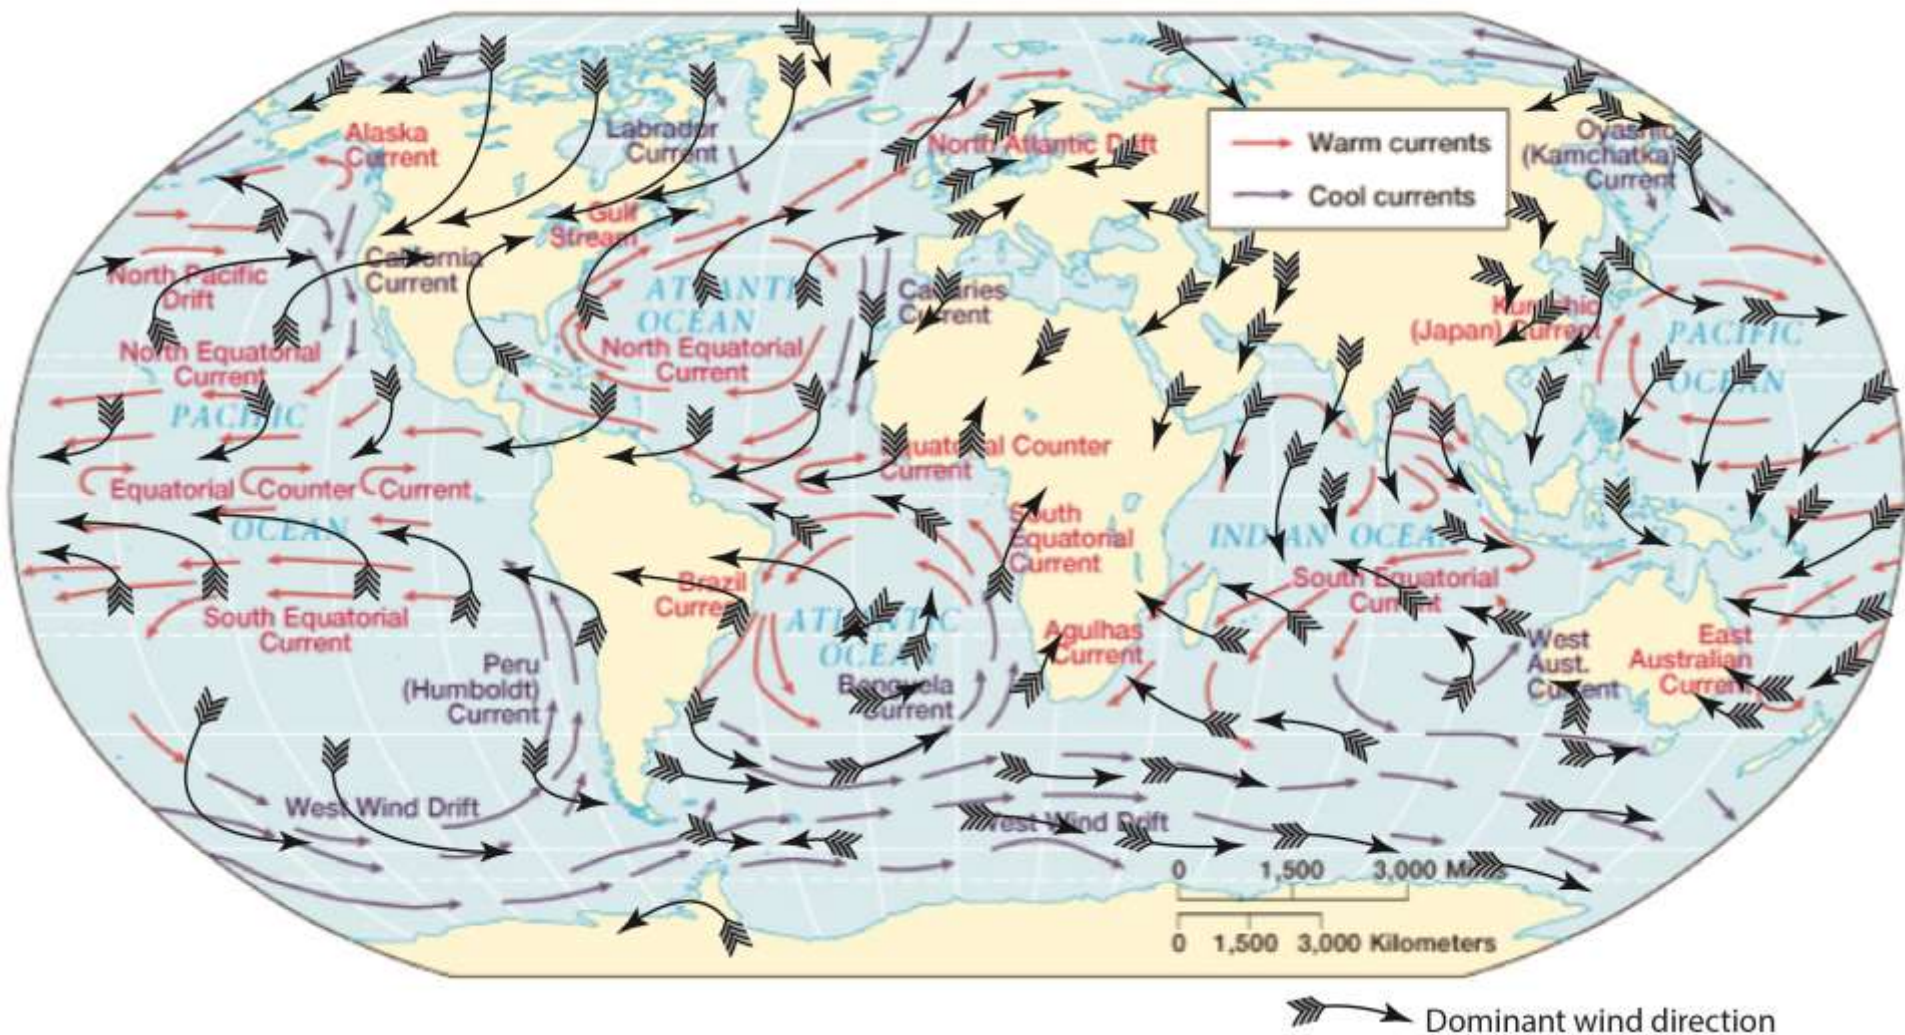 Alaska
Current
Labrador
Current
North Atlantic Drift
Warm currents
Cool currents
Oyashio
(Kamchatka)
Current
Gulf
Stream
California
Current
North Pacific
Drift
ATLANTIC
OCEAN
Canaries
Current
Kuroshio
(Japan) Current
PACIFIC
OCEAN
North Equatorial
Current
North Equatorial
Current
PACIFIC
OCEAN
Equatorial Counter
Current
Equatorial Counter Current
South
Equatorial
Current
INDIAN OCEAN
South Equatorial
Current
Brazil
Current
ATLANTIC
OCEAN
South Equatorial
Current
Agulhas
Current
West
Aust.
Current
East
Australian
Current
Peru
(Humboldt)
Current
Benguela
Current
West Wind Drift
West Wind Drift
0 1,500 3,000 Miles
0 1,500 3,000 Kilometers
Dominant wind direction